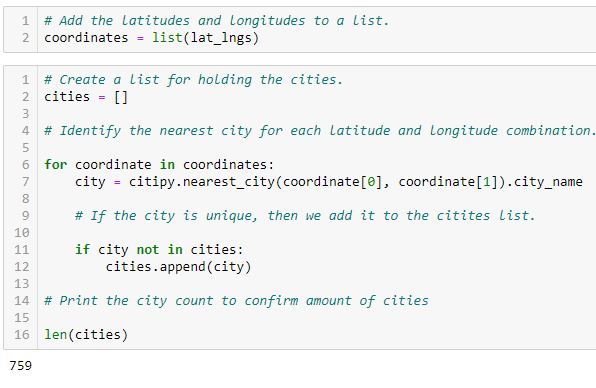 1 # Add the latitudes and longitudes to a list.
2 coordinates = list(lat_lngs)
1 # Create a list for holding the cities.
2 cities = []
3
4 # Identify the nearest city for each latitude and longitude combination.
5
6 for coordinate in coordinates:
7     city = citipy.nearest_city(coordinate[0], coordinate[1]).city_name
8
9     # If the city is unique, then we add it to the citites list.
10
11     if city not in cities:
12         cities.append(city)
13
14 # Print the city count to confirm amount of cities
15
16 len(cities)
759